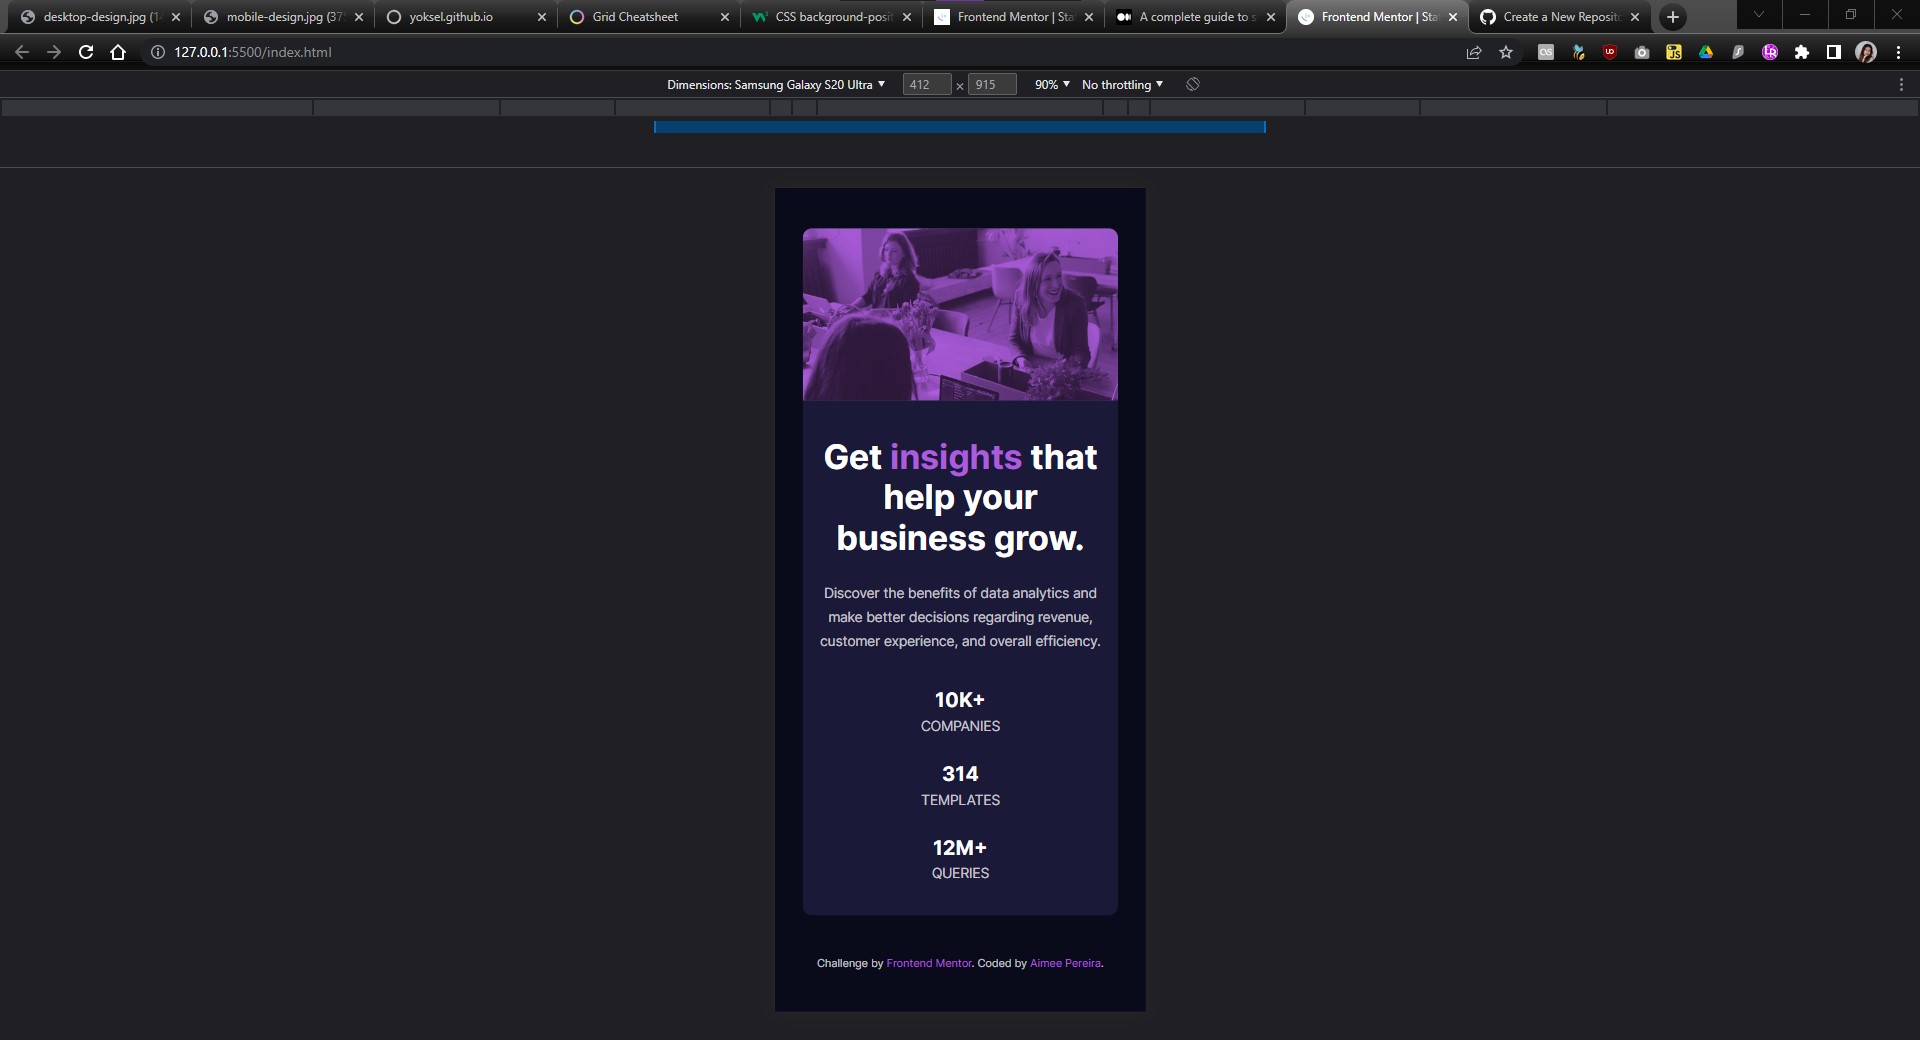 desktop-design.jpg (14
mobile-design.jpg (375
yoksel.github.io
Grid Cheatsheet
CSS background-posit
Frontend Mentor | Sta
A complete guide to s
Frontend Mentor | Stat
Create a New Reposito
127.0.0.1:5500/index.html
Dimensions: Samsung Galaxy S20 Ultra 412 × 915 90% No throttling
Get insights that
help your
business grow.
Discover the benefits of data analytics and
make better decisions regarding revenue,
customer experience, and overall efficiency.
10K+
COMPANIES
314
TEMPLATES
12M+
QUERIES
Challenge by Frontend Mentor. Coded by Aimee Pereira.